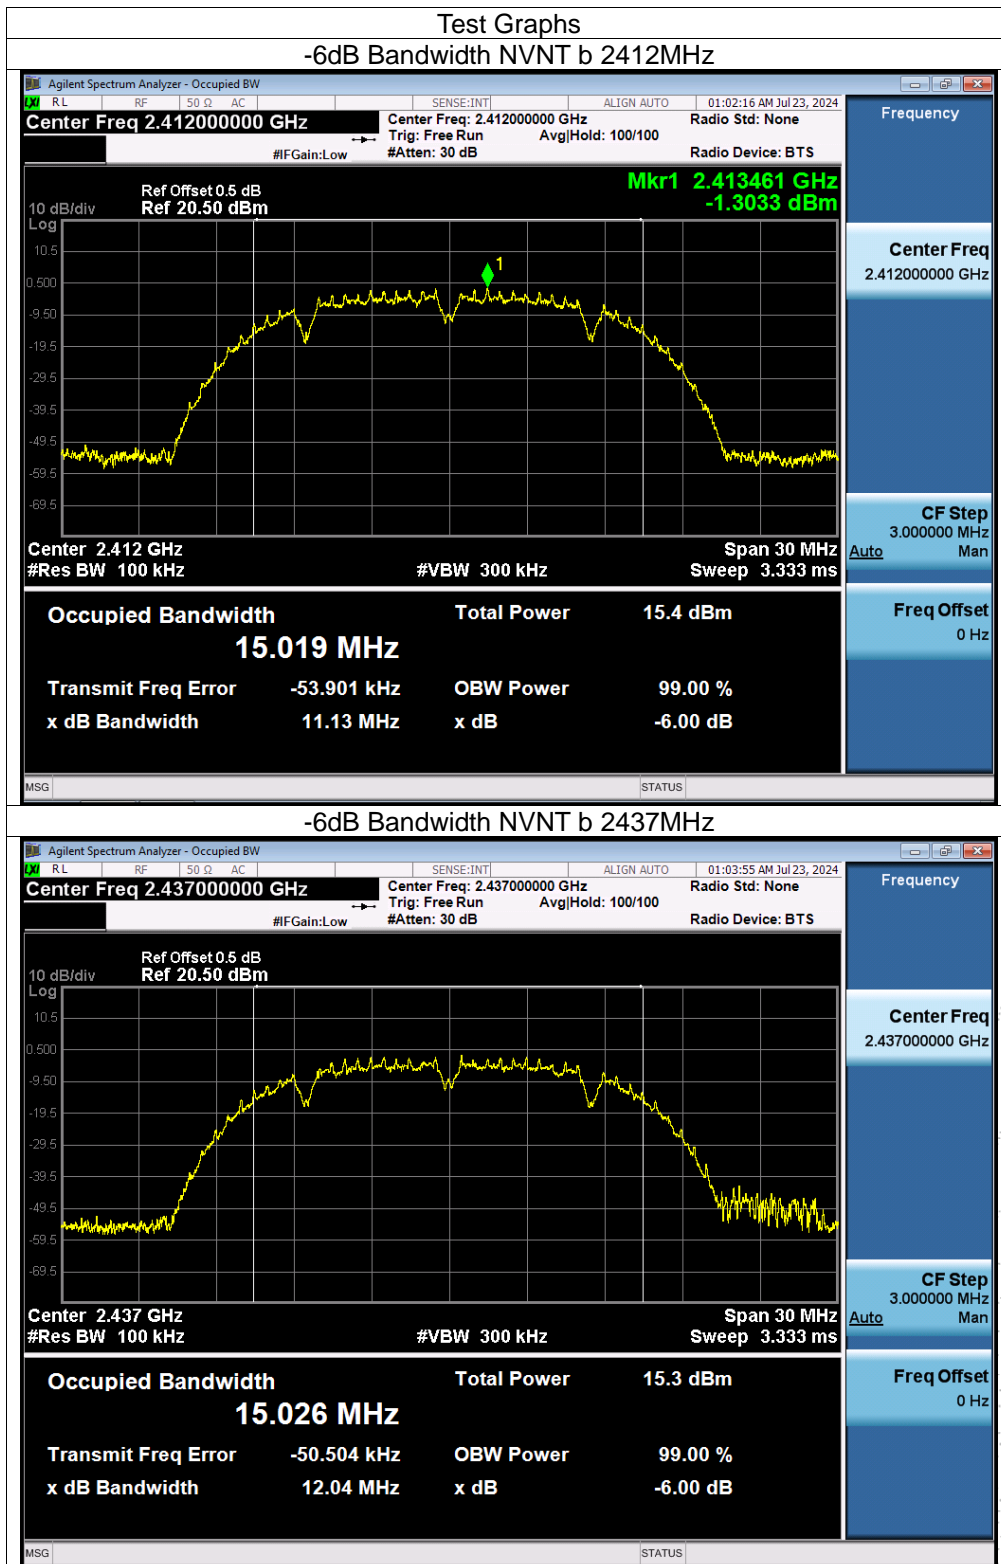 Test Graphs
-6dB Bandwidth NVNT b 2412MHz
Agilent Spectrum Analyzer - Occupied BW
LXI RL RF 50 Ω AC SENSE:INT ALIGN AUTO 01:02:16 AM Jul 23, 2024
Center Freq 2.412000000 GHz Center Freq: 2.412000000 GHz Radio Std: None Frequency
Trig: Free Run Avg|Hold: 100/100
#IFGain:Low #Atten: 30 dB Radio Device: BTS
Mkr1 2.413461 GHz
Ref Offset 0.5 dB -1.3033 dBm
10 dB/div Ref 20.50 dBm
Log
10.5
0.500
-9.50
-19.5
-29.5
-39.5
-49.5
-59.5
-69.5
1
Center Freq
2.412000000 GHz
CF Step
3.000000 MHz
Auto Man
Center 2.412 GHz Span 30 MHz
#Res BW 100 kHz #VBW 300 kHz Sweep 3.333 ms
Freq Offset
0 Hz
Occupied Bandwidth Total Power 15.4 dBm
15.019 MHz
Transmit Freq Error -53.901 kHz OBW Power 99.00 %
x dB Bandwidth 11.13 MHz x dB -6.00 dB
MSG STATUS
-6dB Bandwidth NVNT b 2437MHz
Agilent Spectrum Analyzer - Occupied BW
LXI RL RF 50 Ω AC SENSE:INT ALIGN AUTO 01:03:55 AM Jul 23, 2024
Center Freq 2.437000000 GHz Center Freq: 2.437000000 GHz Radio Std: None Frequency
Trig: Free Run Avg|Hold: 100/100
#IFGain:Low #Atten: 30 dB Radio Device: BTS
Ref Offset 0.5 dB
10 dB/div Ref 20.50 dBm
Log
10.5
0.500
-9.50
-19.5
-29.5
-39.5
-49.5
-59.5
-69.5
Center Freq
2.437000000 GHz
CF Step
3.000000 MHz
Auto Man
Center 2.437 GHz Span 30 MHz
#Res BW 100 kHz #VBW 300 kHz Sweep 3.333 ms
Freq Offset
0 Hz
Occupied Bandwidth Total Power 15.3 dBm
15.026 MHz
Transmit Freq Error -50.504 kHz OBW Power 99.00 %
x dB Bandwidth 12.04 MHz x dB -6.00 dB
MSG STATUS